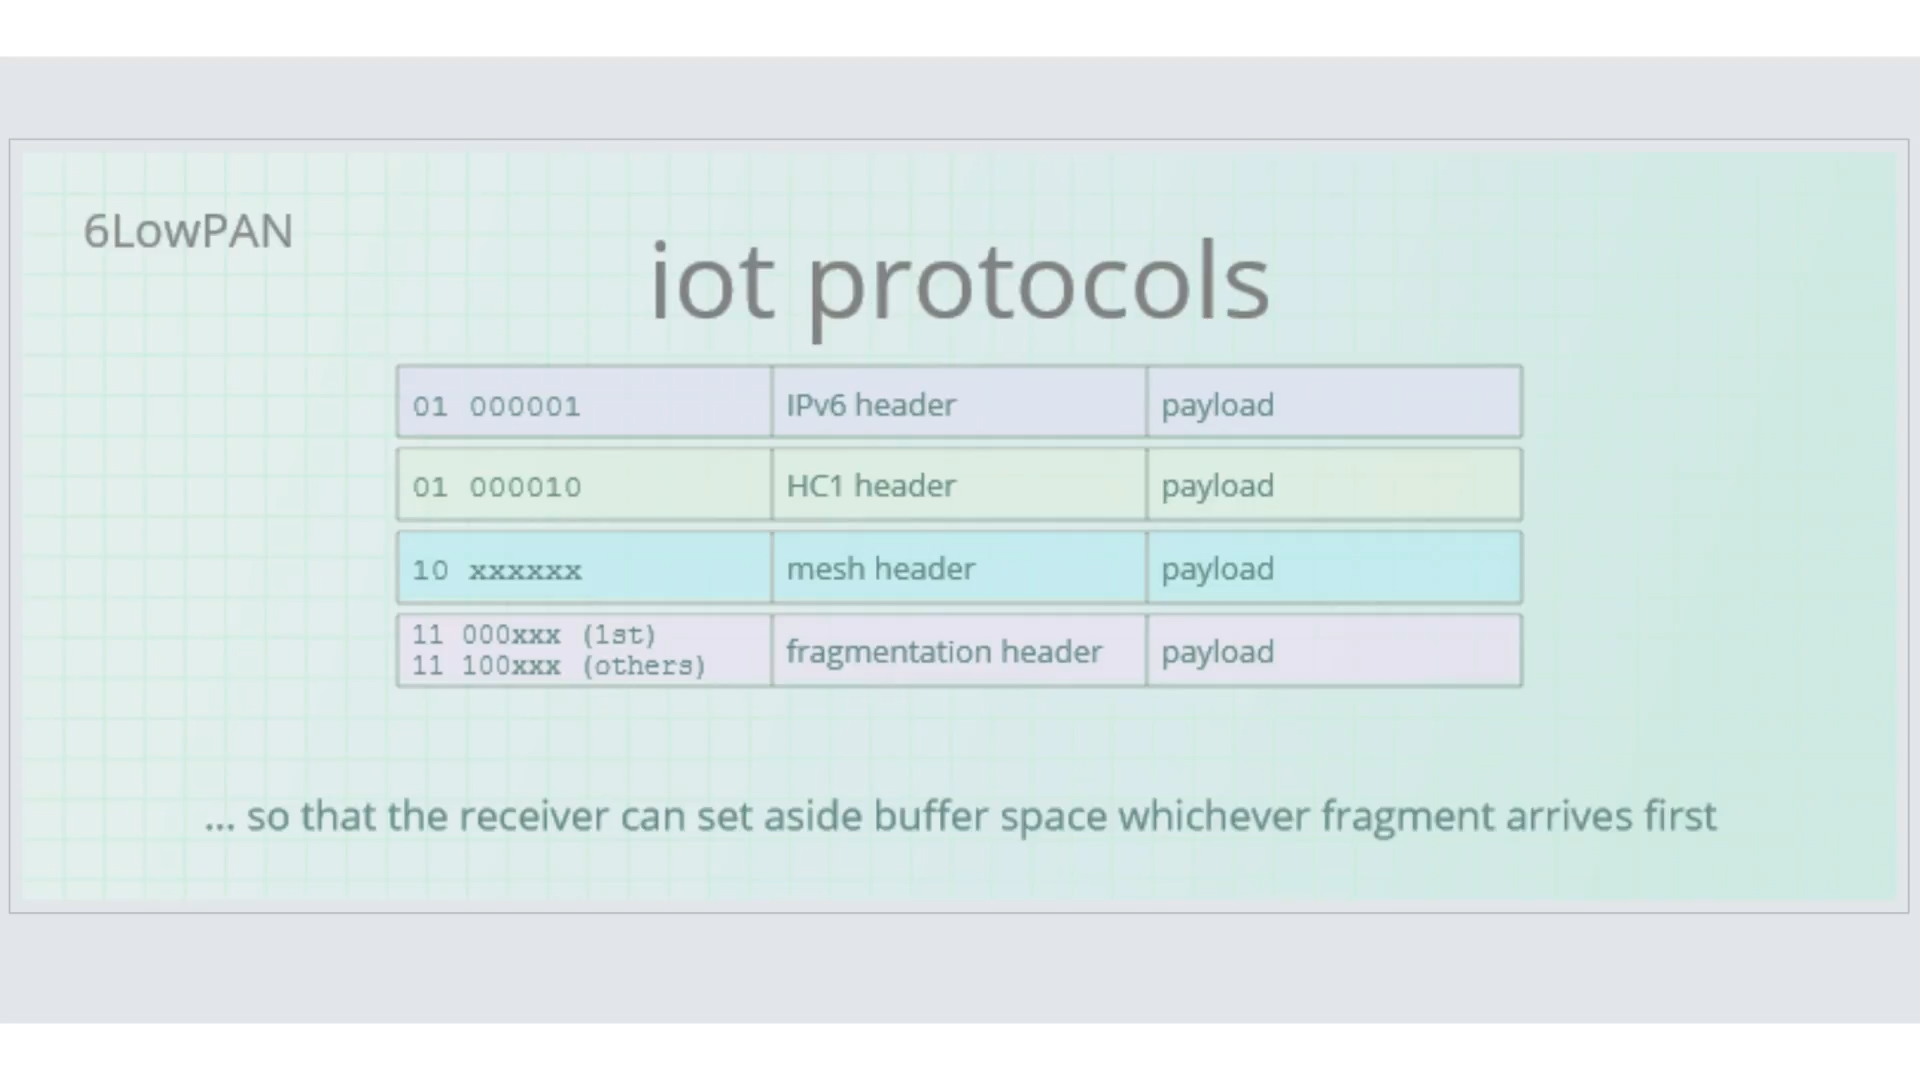 6LowPAN
iot protocols
01 000001 IPv6 header payload
01 000010 HC1 header payload
10 xxxxxx mesh header payload
11 000xxx (1st)
11 100xxx (others)
fragmentation header payload
... so that the receiver can set aside buffer space whichever fragment arrives first